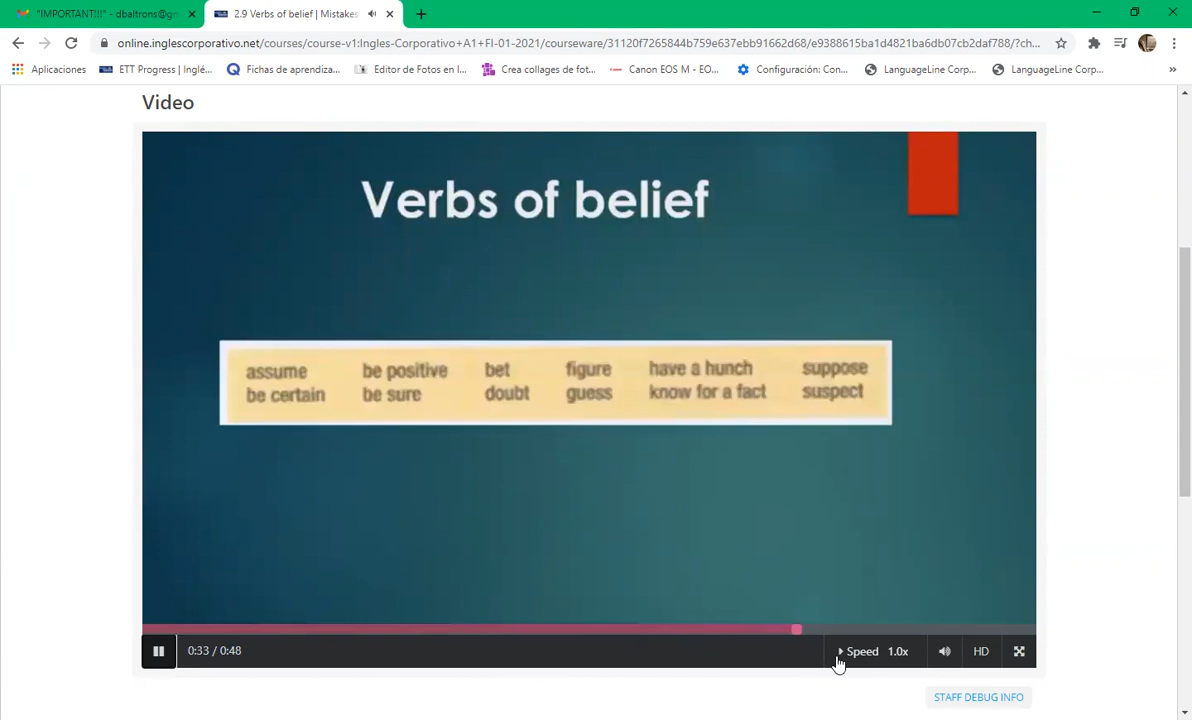 "IMPORTANT!!!" - dbaltrons@gm
2.9 Verbs of belief | Mistakes
online.inglescorporativo.net/courses/course-v1:Ingles-Corporativo+A1+FI-01-2021/courseware/31120f7265844b759e637ebb91662d68/e9388615ba1d4821ba6db07cb2daf788/?ch...
Aplicaciones
ETT Progress | Inglé...
Fichas de aprendiza...
Editor de Fotos en l...
Crea collages de fot...
Canon EOS M - EO...
Configuración: Con...
LanguageLine Corp...
LanguageLine Corp...
»
Video
Verbs of belief
assume be positive bet figure have a hunch suppose
be certain be sure doubt guess know for a fact suspect
0:33 / 0:48
Speed 1.0x
HD
STAFF DEBUG INFO